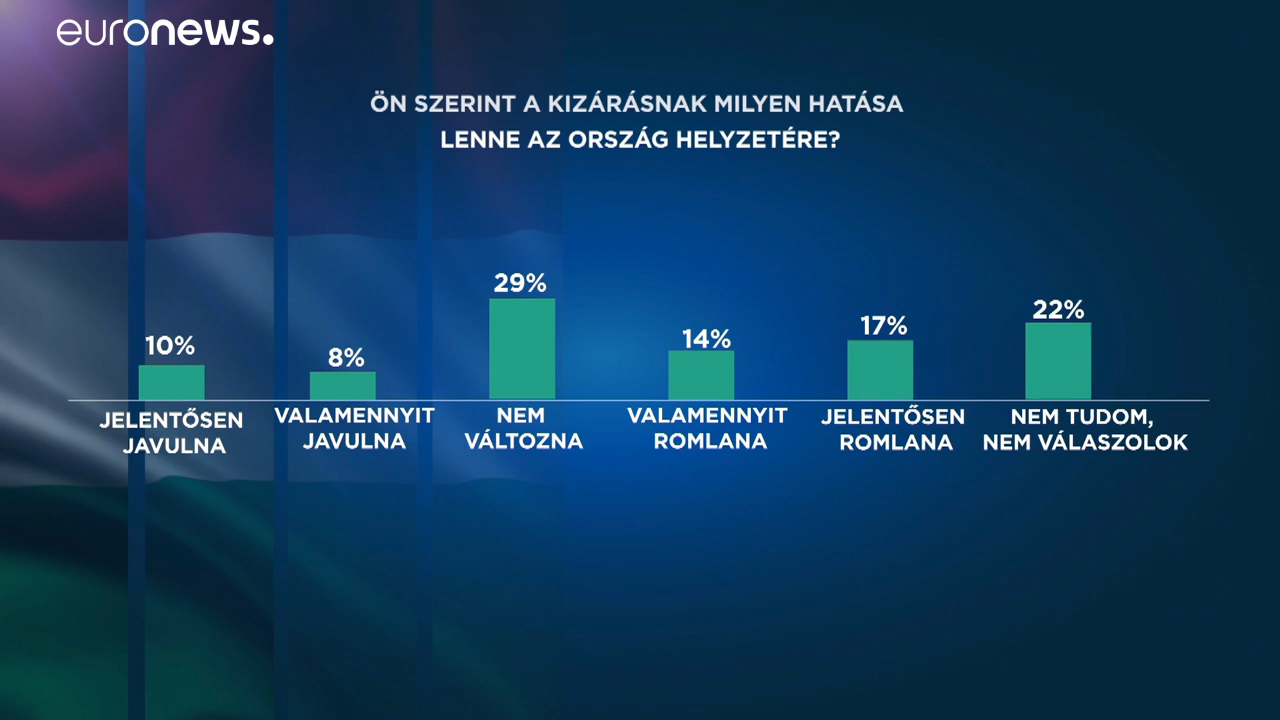 euronews.
ÖN SZERINT A KIZÁRÁSNAK MILYEN HATÁSA
LENNE AZ ORSZÁG HELYZETÉRE?
10%
8%
29%
14%
17%
22%
JELENTŐSEN
JAVULNA
VALAMENNYIT
JAVULNA
NEM
VÁLTOZNA
VALAMENNYIT
ROMLANA
JELENTŐSEN
ROMLANA
NEM TUDOM,
NEM VÁLASZOLOK